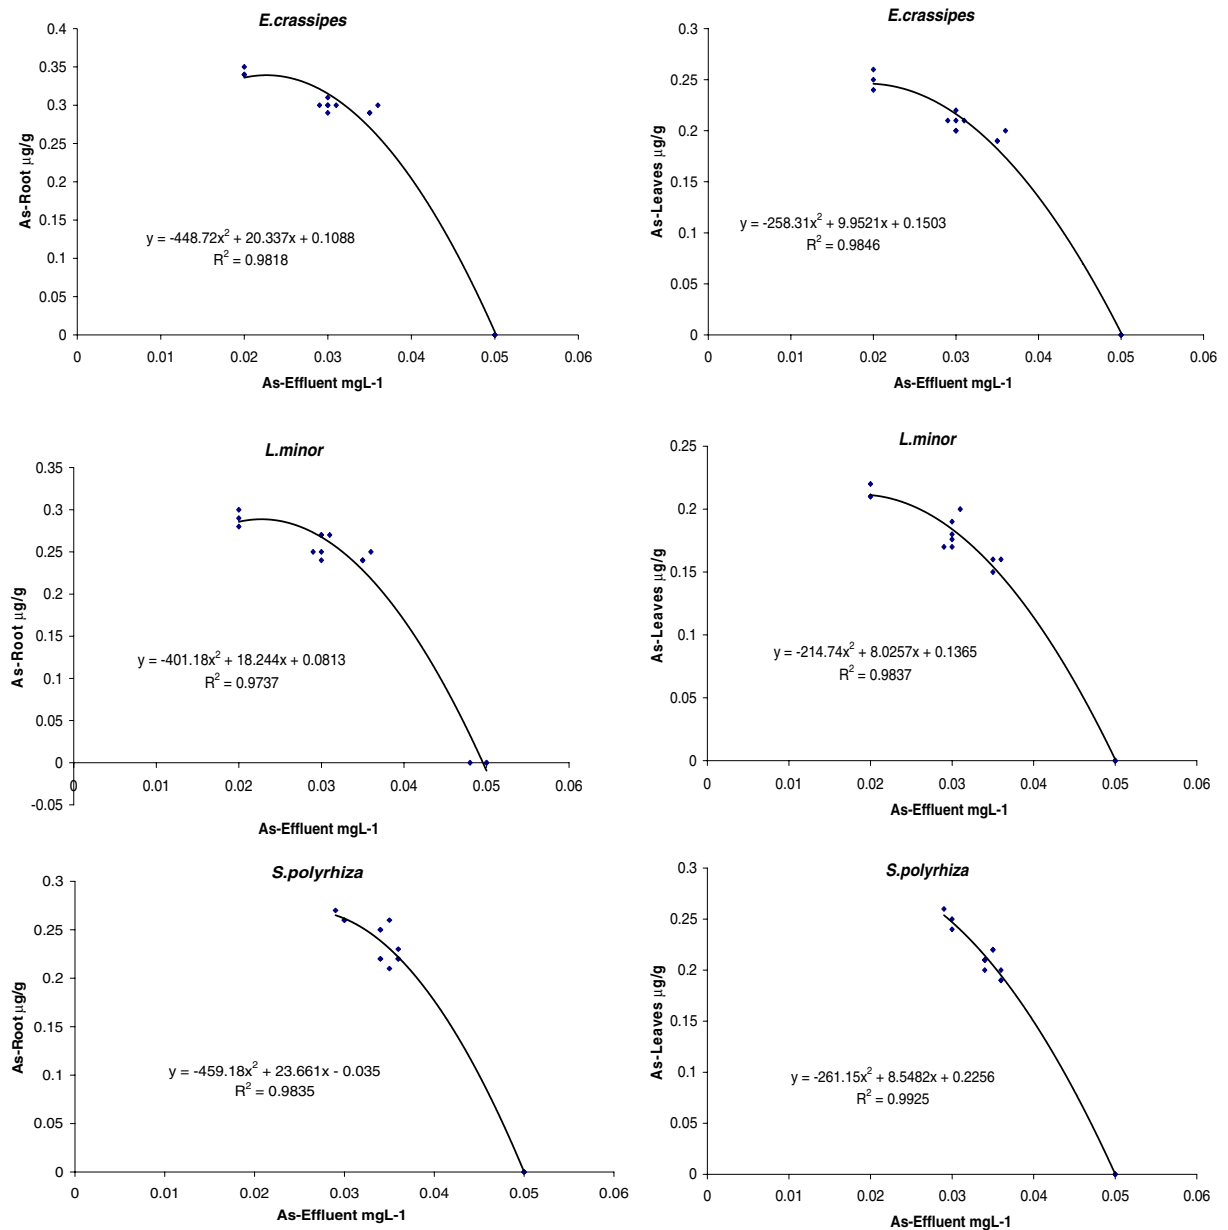 E.crassipes
0.4
0.35
0.3
0.25
0.2
0.15
0.1
0.05
0
As-Root µg/g
y = -448.72x² + 20.337x + 0.1088
R² = 0.9818
0 0.01 0.02 0.03 0.04 0.05 0.06
As-Effluent mgL-1
E.crassipes
0.3
0.25
0.2
0.15
0.1
0.05
0
As-Leaves µg/g
y = -258.31x² + 9.9521x + 0.1503
R² = 0.9846
0 0.01 0.02 0.03 0.04 0.05 0.06
As-Effluent mgL-1
L.minor
0.35
0.3
0.25
0.2
0.15
0.1
0.05
0
-0.05
As-Root µg/g
y = -401.18x² + 18.244x + 0.0813
R² = 0.9737
0 0.01 0.02 0.03 0.04 0.05 0.06
As-Effluent mgL-1
L.minor
0.25
0.2
0.15
0.1
0.05
0
As-Leaves µg/g
y = -214.74x² + 8.0257x + 0.1365
R² = 0.9837
0 0.01 0.02 0.03 0.04 0.05 0.06
As-Effluent mgL-1
S.polyrhiza
0.3
0.25
0.2
0.15
0.1
0.05
0
As-Root µg/g
y = -459.18x² + 23.661x - 0.035
R² = 0.9835
0 0.01 0.02 0.03 0.04 0.05 0.06
As-Effluent mgL-1
S.polyrhiza
0.3
0.25
0.2
0.15
0.1
0.05
0
As-Leaves µg/g
y = -261.15x² + 8.5482x + 0.2256
R² = 0.9925
0 0.01 0.02 0.03 0.04 0.05 0.06
As-Effluent mgL-1